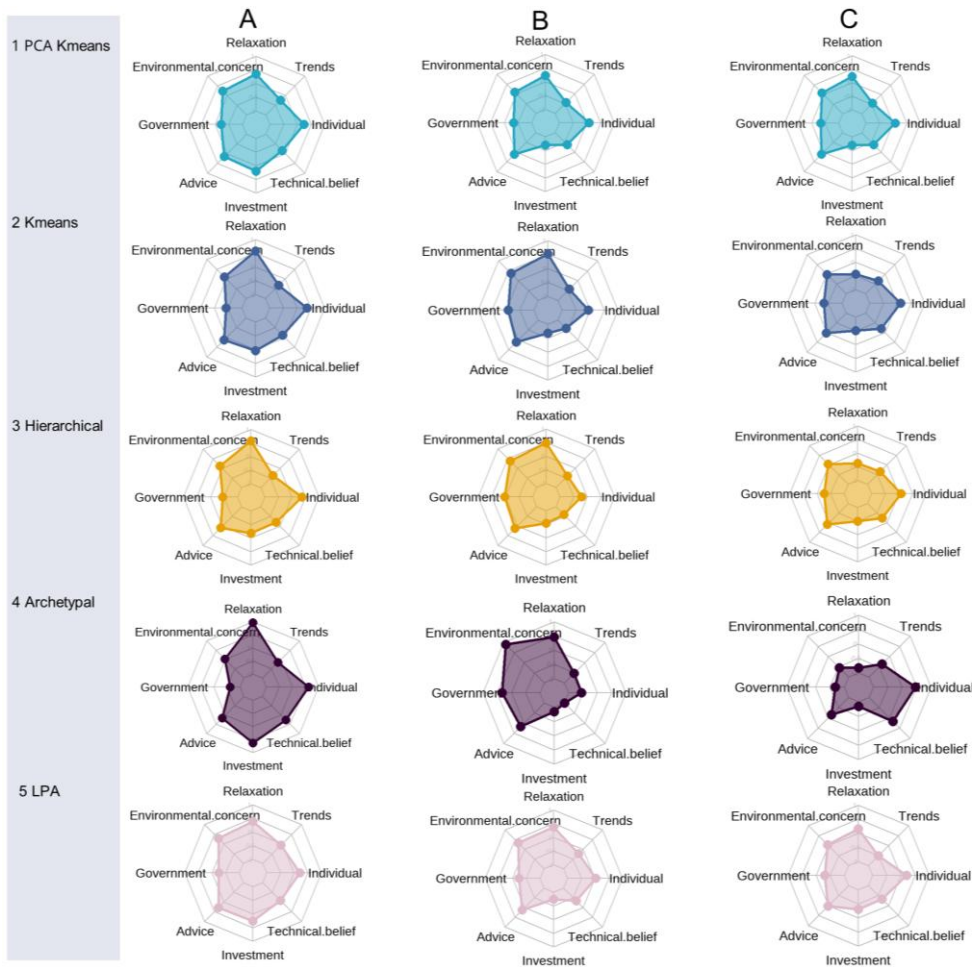 A
B
C
1 PCA Kmeans
Relaxation
Environmental.concern
Trends
Government
Individual
Advice
Technical.belief
Investment
Relaxation
Environmental.concern
Trends
Government
Individual
Advice
Technical.belief
Investment
Relaxation
Environmental.concern
Trends
Government
Individual
Advice
Technical.belief
Investment
2 Kmeans
Relaxation
Environmental.concern
Trends
Government
Individual
Advice
Technical.belief
Investment
Relaxation
Environmental.concern
Trends
Government
Individual
Advice
Technical.belief
Investment
Relaxation
Environmental.concern
Trends
Government
Individual
Advice
Technical.belief
Investment
3 Hierarchical
Relaxation
Environmental.concern
Trends
Government
Individual
Advice
Technical.belief
Investment
Relaxation
Environmental.concern
Trends
Government
Individual
Advice
Technical.belief
Investment
Relaxation
Environmental.concern
Trends
Government
Individual
Advice
Technical.belief
Investment
4 Archetypal
Relaxation
Environmental.concern
Trends
Government
Individual
Advice
Technical.belief
Investment
Relaxation
Environmental.concern
Trends
Government
Individual
Advice
Technical.belief
Investment
Relaxation
Environmental.concern
Trends
Government
Individual
Advice
Technical.belief
Investment
5 LPA
Relaxation
Environmental.concern
Trends
Government
Individual
Advice
Technical.belief
Investment
Relaxation
Environmental.concern
Trends
Government
Individual
Advice
Technical.belief
Investment
Relaxation
Environmental.concern
Trends
Government
Individual
Advice
Technical.belief
Investment